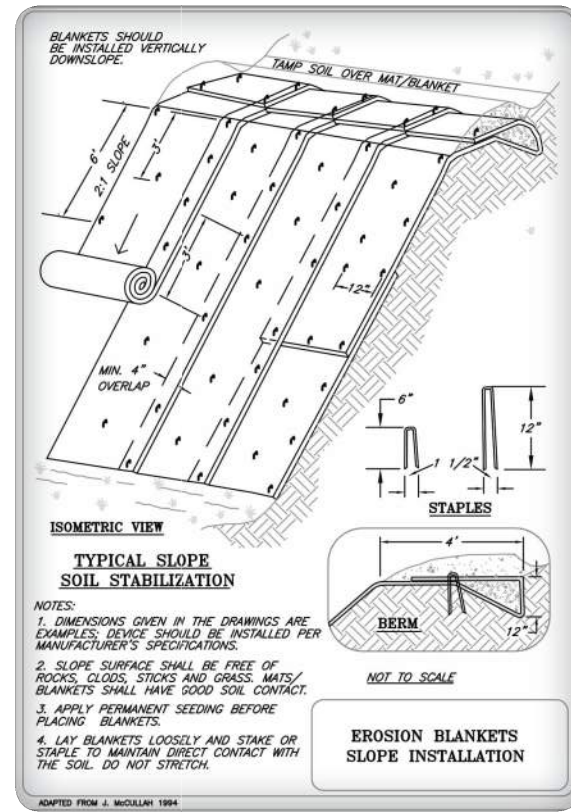 BLANKETS SHOULD
BE INSTALLED VERTICALLY
DOWNSLOPE.
TAMP SOIL OVER MAT/BLANKET
6'
2:1 SLOPE
3'
3'
12"
MIN. 4"
OVERLAP
6"
12"
1 1/2"
STAPLES
ISOMETRIC VIEW
TYPICAL SLOPE
SOIL STABILIZATION
4'
BERM
12"
NOTES:
1. DIMENSIONS GIVEN IN THE DRAWINGS ARE
EXAMPLES; DEVICE SHOULD BE INSTALLED PER
MANUFACTURER'S SPECIFICATIONS.
2. SLOPE SURFACE SHALL BE FREE OF
ROCKS, CLODS, STICKS AND GRASS. MATS/
BLANKETS SHALL HAVE GOOD SOIL CONTACT.
3. APPLY PERMANENT SEEDING BEFORE
PLACING BLANKETS.
4. LAY BLANKETS LOOSELY AND STAKE OR
STAPLE TO MAINTAIN DIRECT CONTACT WITH
THE SOIL. DO NOT STRETCH.
NOT TO SCALE
EROSION BLANKETS
SLOPE INSTALLATION
ADAPTED FROM J. McCULLAH 1994